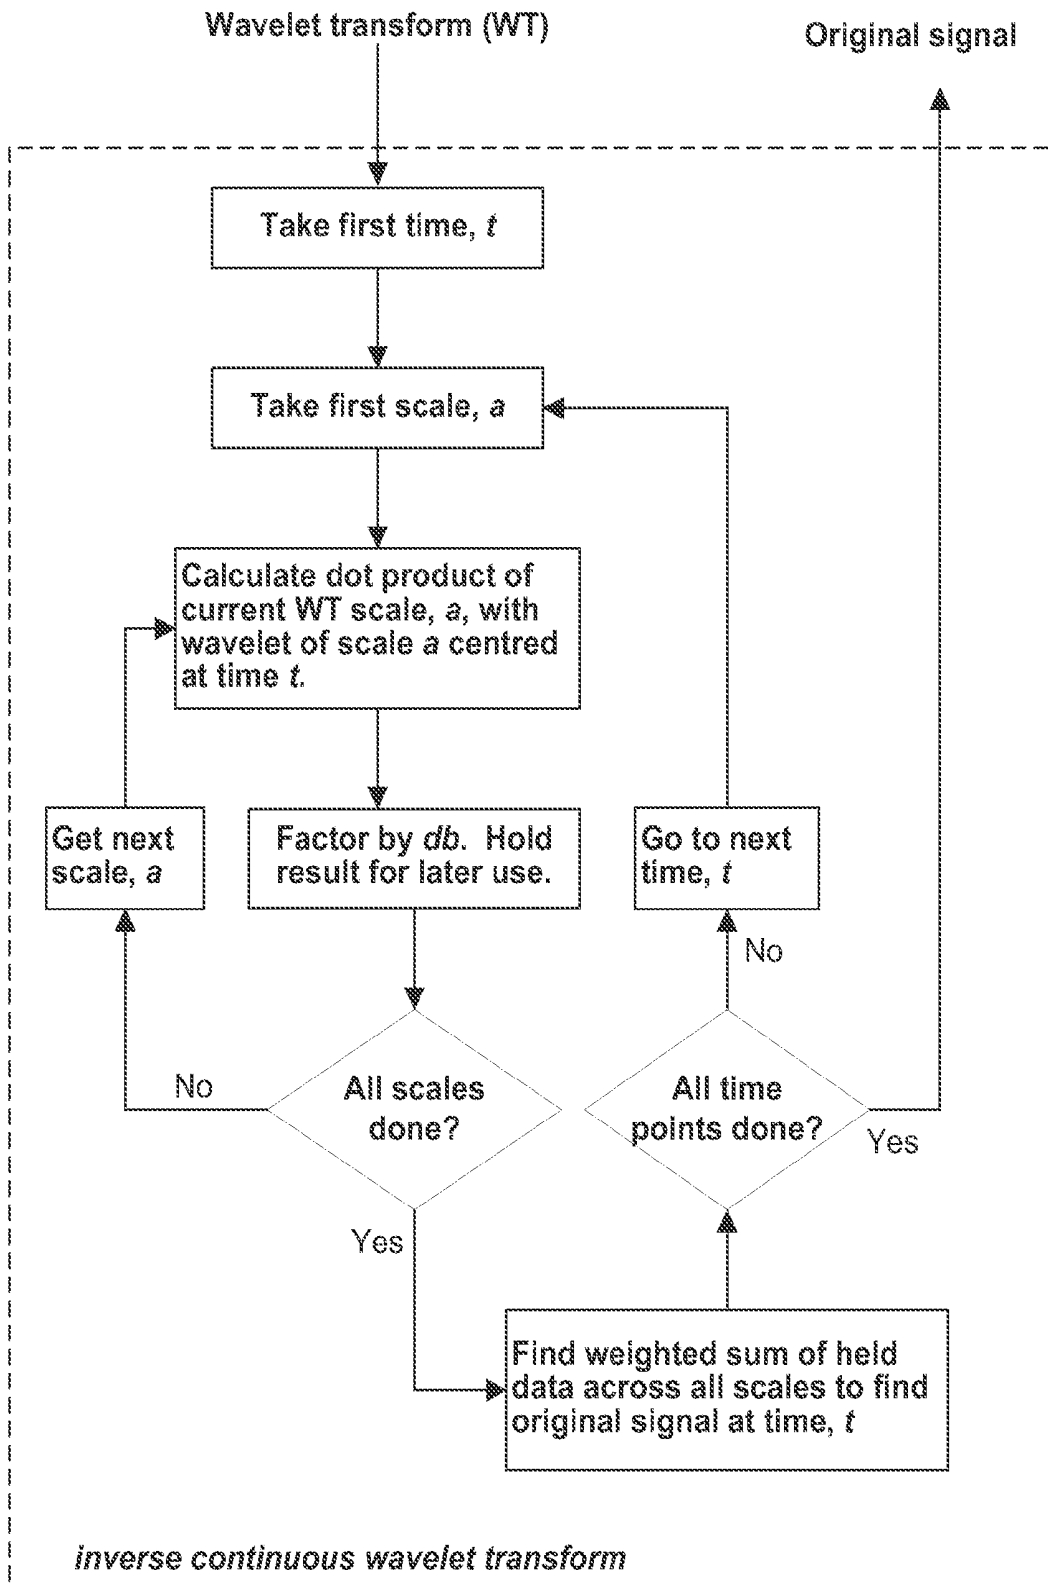 Wavelet transform (WT)
Original signal
Take first time, t
Take first scale, a
Calculate dot product of
current WT scale, a, with
wavelet of scale a centred
at time t.
Get next
scale, a
Factor by db. Hold
result for later use.
Go to next
time, t
No
No
All scales
done?
All time
points done?
Yes
Yes
Find weighted sum of held
data across all scales to find
original signal at time, t
inverse continuous wavelet transform